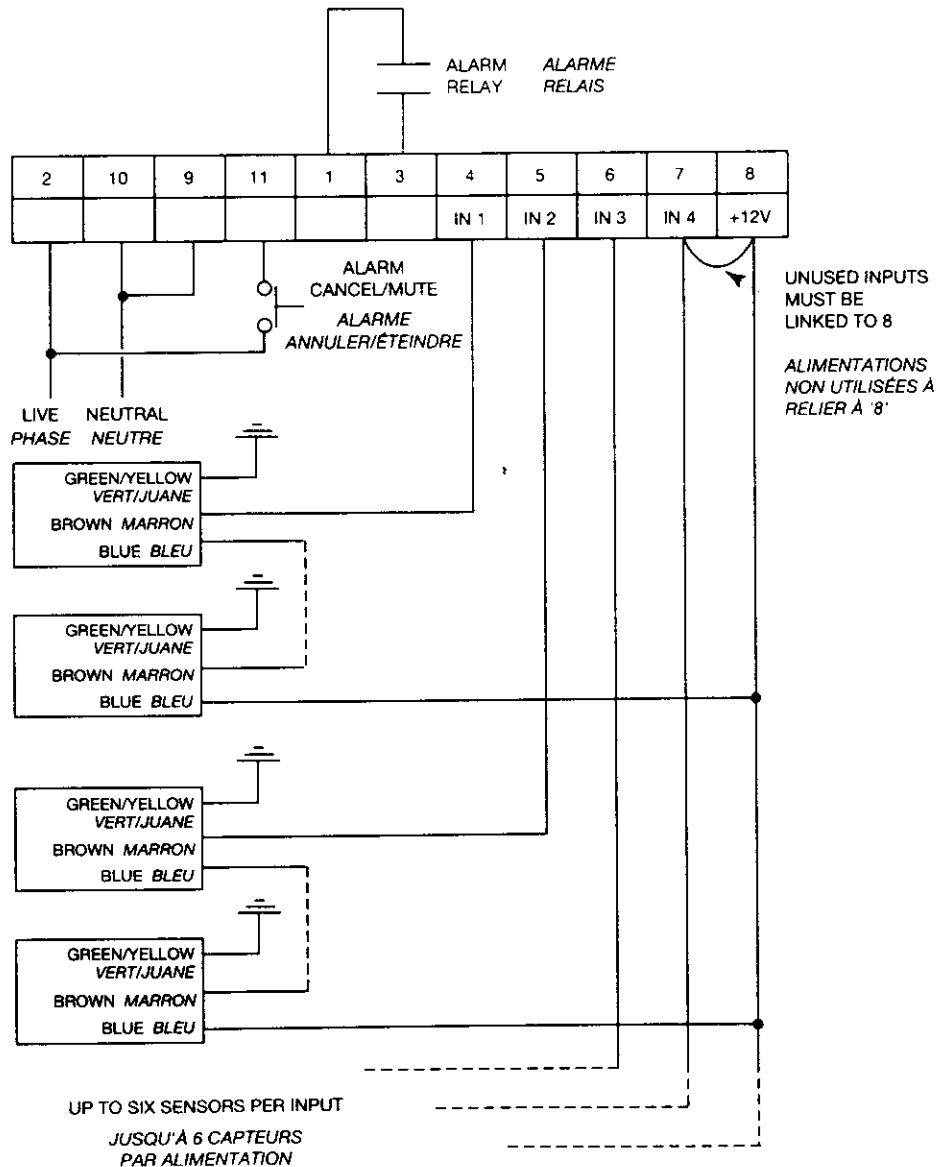 ALARM ALARME
RELAY RELAIS
2 10 9 11 1 3 4 5 6 7 8
IN 1 IN 2 IN 3 IN 4 +12V
ALARM
CANCEL/MUTE
ALARME
ANNULER/ÉTEINDRE
UNUSED INPUTS
MUST BE
LINKED TO 8
ALIMENTATIONS
NON UTILISÉES À
RELIER À '8'
LIVE NEUTRAL
PHASE NEUTRE
GREEN/YELLOW
VERT/JUANE
BROWN MARRON
BLUE BLEU
GREEN/YELLOW
VERT/JUANE
BROWN MARRON
BLUE BLEU
GREEN/YELLOW
VERT/JUANE
BROWN MARRON
BLUE BLEU
GREEN/YELLOW
VERT/JUANE
BROWN MARRON
BLUE BLEU
UP TO SIX SENSORS PER INPUT
JUSQU'À 6 CAPTEURS
PAR ALIMENTATION